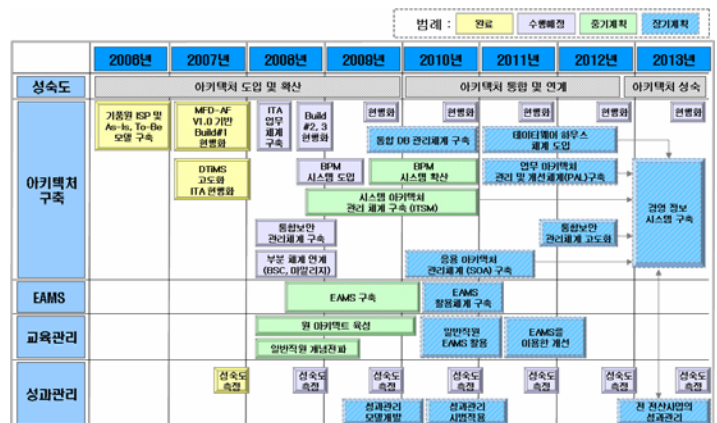 범례 :
완료
수행예정
중기계획
장기계획
2006년
2007년
2008년
2009년
2010년
2011년
2012년
2013년
성숙도
아키텍처 도입 및 확산
아키텍처 통합 및 연계
아키텍처 성숙
아키텍처
구축
기품원 ISP 및
As-Is, To-Be
모델 구축
MFD-AF
V1.0 기반
Build#1
현행화
ITA
업무
체계
구축
Build
#2, 3
현행화
현행화
현행화
현행화
현행화
통합 DB 관리체계 구축
데이터웨어 하우스
체계 도입
DTiMS
고도화
ITA 현행화
BPM
시스템 도입
BPM
시스템 확산
업무 아키텍처
관리 및 개선체계(PAL)구축
시스템 아키텍처
관리 체계 구축 (ITSM)
경영 정보
시스템 구축
통합보안
관리체계 구축
통합보안
관리체계 고도화
부분 체계 연계
(BSC, 마일리지)
응용 아키텍처
관리체계 (SOA) 구축
EAMS
EAMS 구축
EAMS
활용체계 구축
교육관리
원 아키텍트 육성
일반직원 개념전파
일반직원
EAMS 활용
EAMS를
이용한 개선
성과관리
성숙도
측정
성숙도
측정
성숙도
측정
성숙도
측정
성숙도
측정
성숙도
측정
성숙도
측정
성과관리
모델개발
성과관리
시범적용
전 전산사업의
성과관리